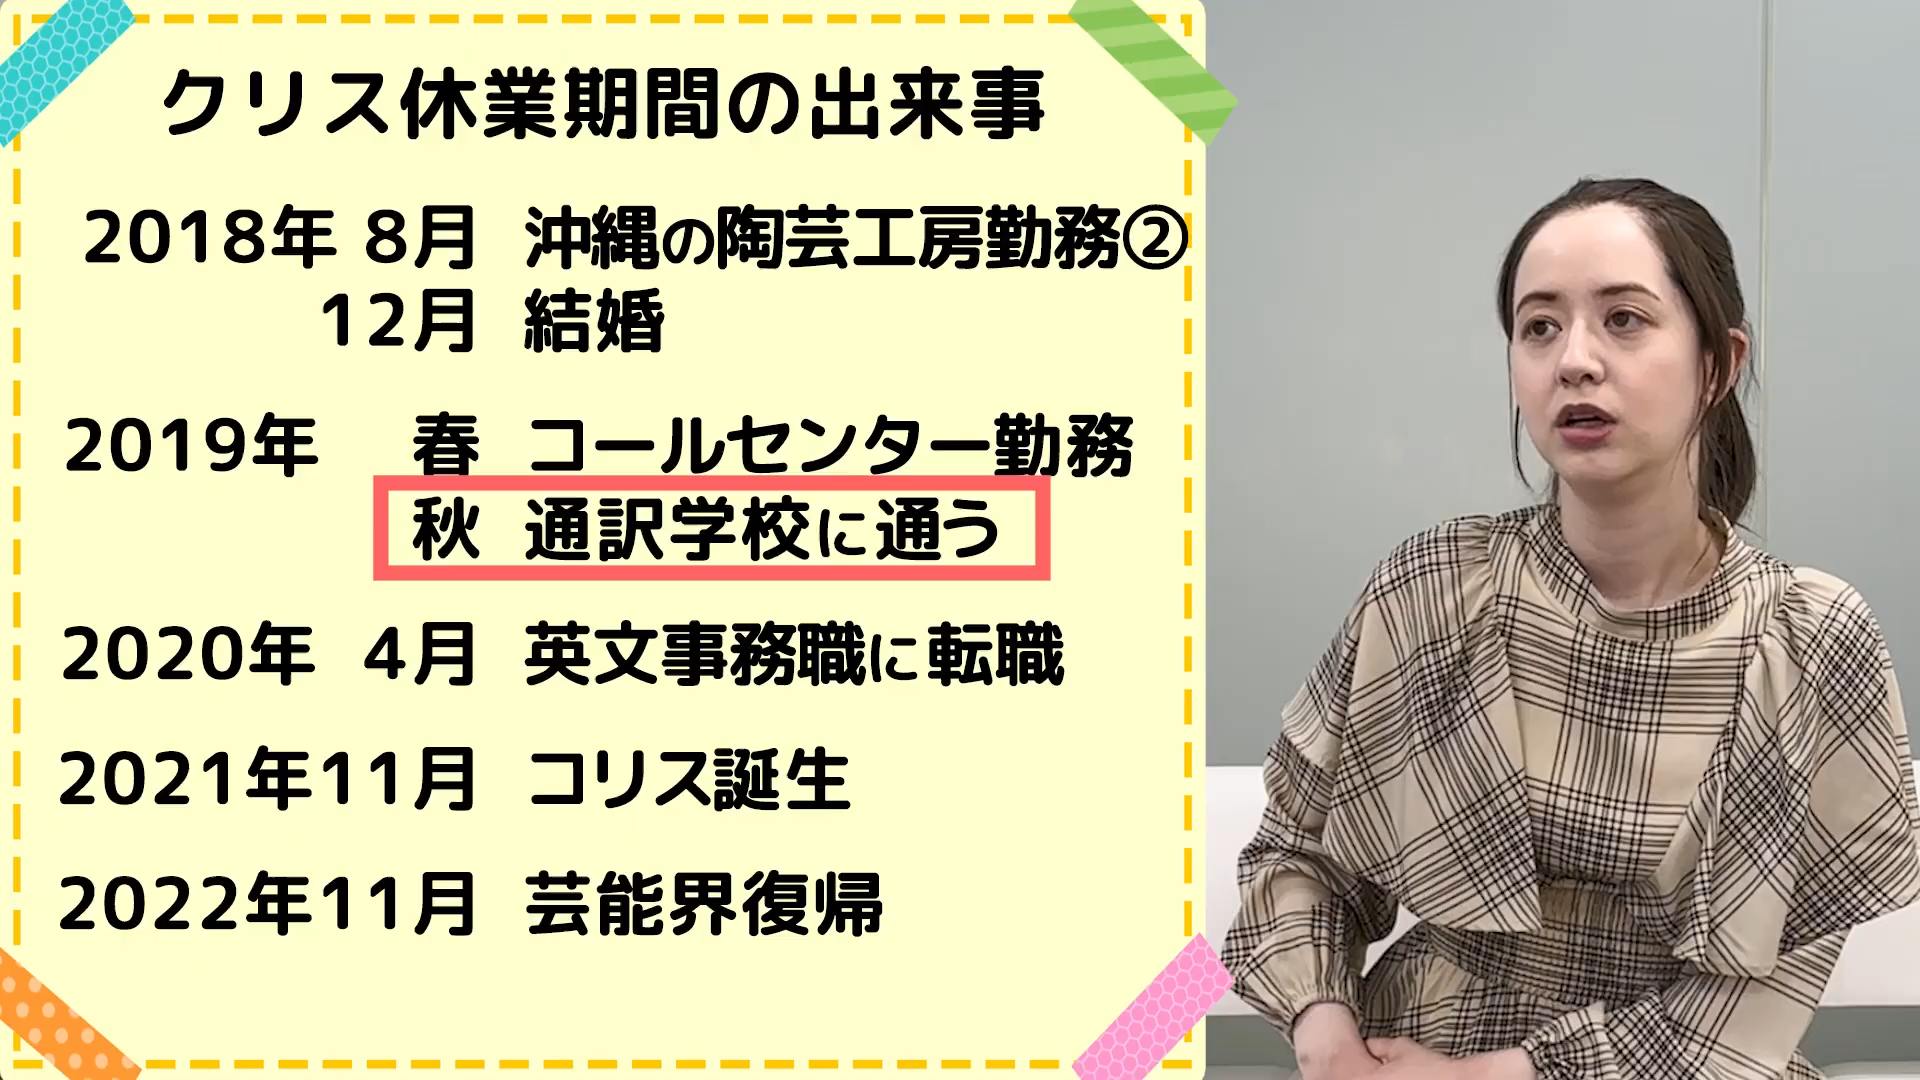 クリス休業期間の出来事
2018年 8月 沖縄の陶芸工房勤務②
12月 結婚
2019年 春 コールセンター勤務
秋 通訳学校に通う
2020年 4月 英文事務職に転職
2021年11月 コリス誕生
2022年11月 芸能界復帰